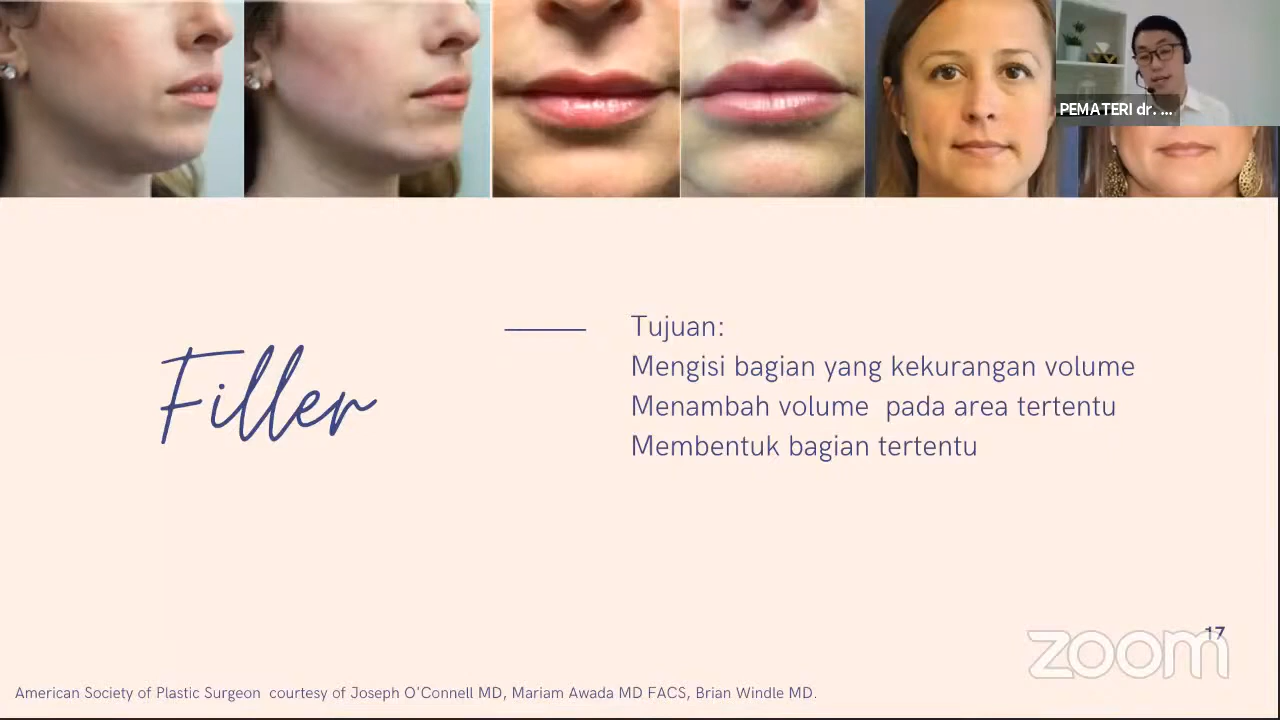 PEMATERI dr. ...
Filler
Tujuan:
Mengisi bagian yang kekurangan volume
Menambah volume pada area tertentu
Membentuk bagian tertentu
17
zoom
American Society of Plastic Surgeon courtesy of Joseph O'Connell MD, Mariam Awada MD FACS, Brian Windle MD.